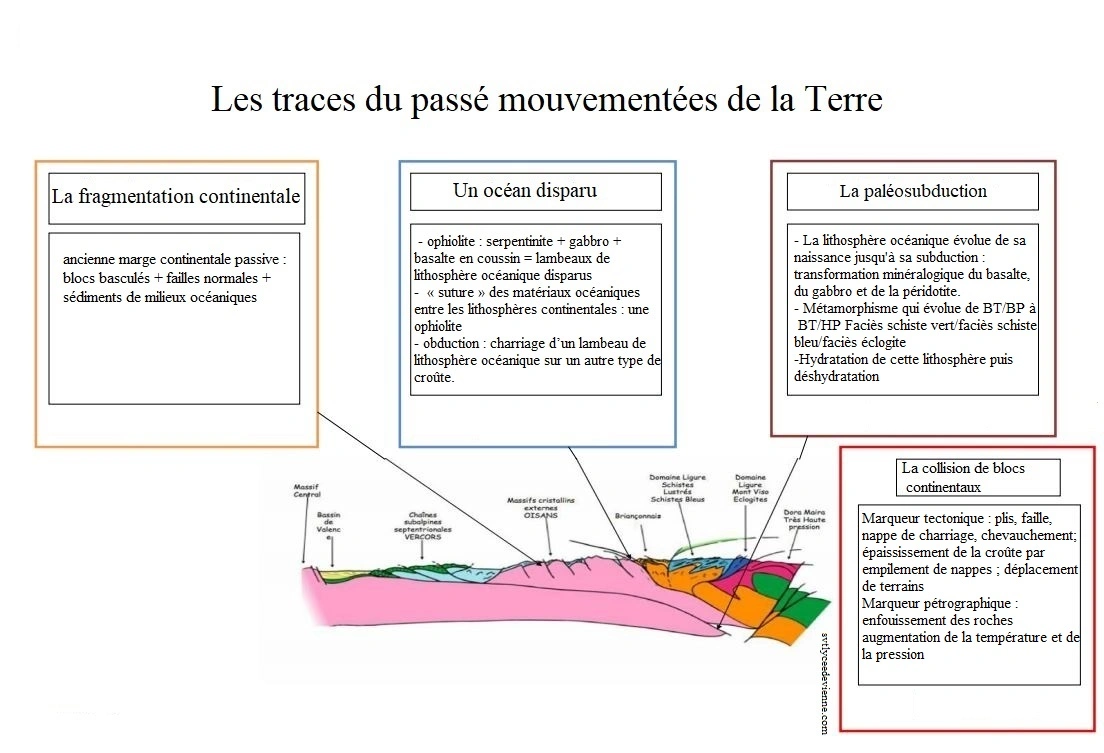 Les traces du passé mouvementées de la Terre
La fragmentation continentale
ancienne marge continentale passive :
blocs basculés + failles normales +
sédiments de milieux océaniques
Un océan disparu
- ophiolite : serpentinite + gabbro +
basalte en coussin = lambeaux de
lithosphère océanique disparus
- « suture » des matériaux océaniques
entre les lithosphères continentales : une
ophiolite
- obduction : charriage d’un lambeau de
lithosphère océanique sur un autre type de
croûte.
La paléosubduction
- La lithosphère océanique évolue de sa
naissance jusqu'à sa subduction :
transformation minéralogique du basalte,
du gabbro et de la péridotite.
- Métamorphisme qui évolue de BT/BP à
BT/HP Faciès schiste vert/faciès schiste
bleu/faciès éclogite
-Hydratation de cette lithosphère puis
déshydratation
La collision de blocs
continentaux
Marqueur tectonique : plis, faille,
nappe de charriage, chevauchement;
épaississement de la croûte par
empilement de nappes ; déplacement
de terrains
Marqueur pétrographique :
enfouissement des roches
augmentation de la température et de
la pression
Massif
Central
Bassin
de
Valenc
e
Chaînes
subalpines
septentrionales
VERCORS
Massifs cristallins
externes
OISANS
Briançonnais
Domaine Ligure
Schistes
Lustrés
Schistes Bleus
Domaine
Ligure
Mont Viso
Eclogites
Dora Maira
Très Haute
pression
svtlyceedevienne.com